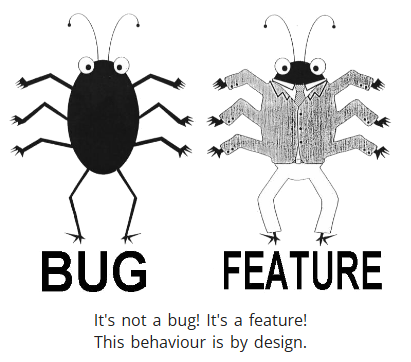 BUG FEATURE
It's not a bug! It's a feature!
This behaviour is by design.